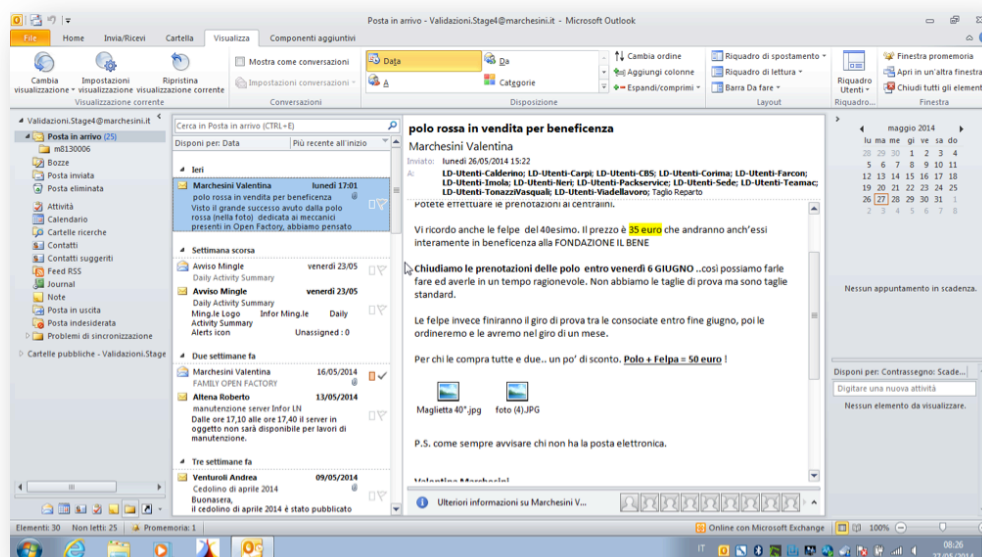 Posta in arrivo - Validazioni.Stage4@marchesini.it - Microsoft Outlook
File Home Invia/Ricevi Cartella Visualizza Componenti aggiuntivi
Cambia visualizzazione
Impostazioni visualizzazione
Ripristina visualizzazione corrente
Visualizzazione corrente
Mostra come conversazioni
Impostazioni conversazioni
Conversazioni
Data
Da
A
Categorie
Cambia ordine
Aggiungi colonne
Espandi/comprimi
Disposizione
Riquadro di spostamento
Riquadro di lettura
Barra Da fare
Layout
Riquadro Utenti
Riquadro...
Finestra promemoria
Apri in un'altra finestra
Chiudi tutti gli element
Finestra
Validazioni.Stage4@marchesini.it
Posta in arrivo (25)
m8130006
Bozze
Posta inviata
Posta eliminata
Attività
Calendario
Cartelle ricerche
Contatti
Contatti suggeriti
Feed RSS
Journal
Note
Posta in uscita
Posta indesiderata
Problemi di sincronizzazione
Cartelle pubbliche - Validazioni.Stage
Cerca in Posta in arrivo (CTRL+E)
Disponi per: Data Più recente all'inizio
Ieri
Marchesini Valentina lunedì 17:01
polo rossa in vendita per beneficenza
Visto il grande successo avuto dalla polo
rossa (nella foto) dedicata ai meccanici
presenti in Open Factory, abbiamo pensato
Settimana scorsa
Avviso Mingle venerdì 23/05
Daily Activity Summary
Avviso Mingle venerdì 23/05
Daily Activity Summary
Ming.le Logo Infor Ming.le Daily
Activity Summary
Alerts icon Unassigned : 0
Due settimane fa
Marchesini Valentina 16/05/2014
FAMILY OPEN FACTORY
Altena Roberto 13/05/2014
manutenzione server Infor LN
Dalle ore 17,10 alle ore 17,40 il server in
oggetto non sarà disponibile per lavori di
manutenzione.
Tre settimane fa
Venturoli Andrea 09/05/2014
Cedolino di aprile 2014
Buonasera,
il cedolino di aprile 2014 è stato pubblicato
polo rossa in vendita per beneficenza
Marchesini Valentina
Inviato: lunedì 26/05/2014 15:22
A: LD-Utenti-Calderino; LD-Utenti-Carpi; LD-Utenti-CBS; LD-Utenti-Corima; LD-Utenti-Farcon;
LD-Utenti-Imola; LD-Utenti-Neri; LD-Utenti-Packservice; LD-Utenti-Sede; LD-Utenti-Teamac;
LD-Utenti-TonazziVasquali; LD-Utenti-Viadellavoro; Taglio Reparto
Potete effettuare le prenotazioni ai centralini.
Vi ricordo anche le felpe del 40esimo. Il prezzo è 35 euro che andranno anch'essi
interamente in beneficenza alla FONDAZIONE IL BENE
Chiudiamo le prenotazioni delle polo entro venerdì 6 GIUGNO ..così possiamo farle
fare ed averle in un tempo ragionevole. Non abbiamo le taglie di prova ma sono taglie
standard.
Le felpe invece finiranno il giro di prova tra le consociate entro fine giugno, poi le
ordineremo e le avremo nel giro di un mese.
Per chi le compra tutte e due.. un po' di sconto. Polo + Felpa = 50 euro !
Maglietta 40°.jpg foto (4).JPG
P.S. come sempre avvisare chi non ha la posta elettronica.
Valentina Marchesini
Ulteriori informazioni su Marchesini V...
maggio 2014
lu ma me gi ve sa do
28 29 30 1 2 3 4
5 6 7 8 9 10 11
12 13 14 15 16 17 18
19 20 21 22 23 24 25
26 27 28 29 30 31 1
2 3 4 5 6 7 8
Nessun appuntamento in scadenza.
Disponi per: Contrassegno: Scade...
Digitare una nuova attività
Nessun elemento da visualizzare.
Elementi: 30 Non letti: 25 Promemoria: 1
Online con Microsoft Exchange
100%
IT
08:26
27/05/2014